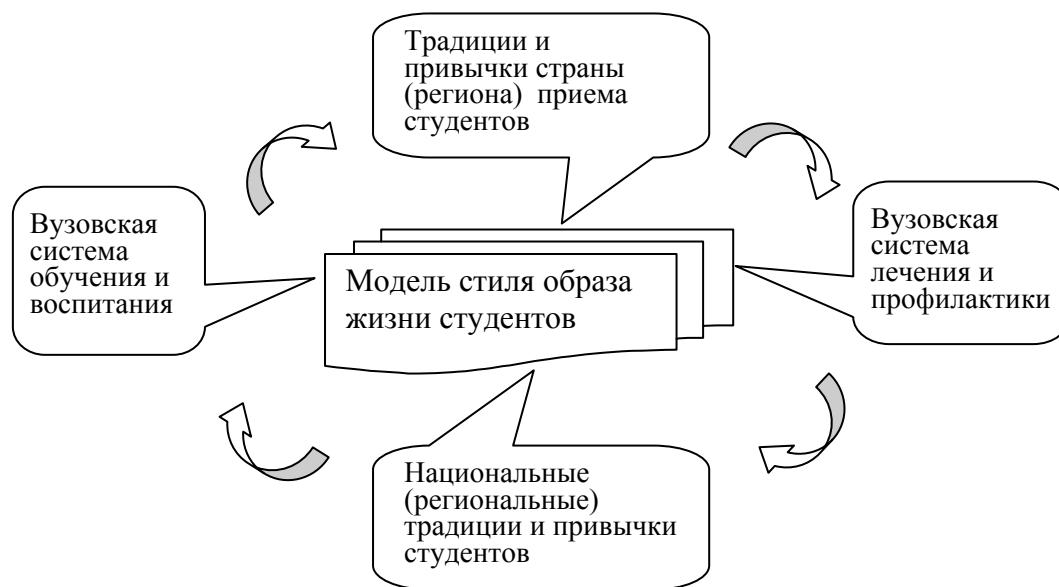 Традиции и
привычки страны
(региона) приема
студентов
Вузовская
система
обучения и
воспитания
Модель стиля образа
жизни студентов
Вузовская
система
лечения и
профилактики
Национальные
(региональные)
традиции и привычки
студентов